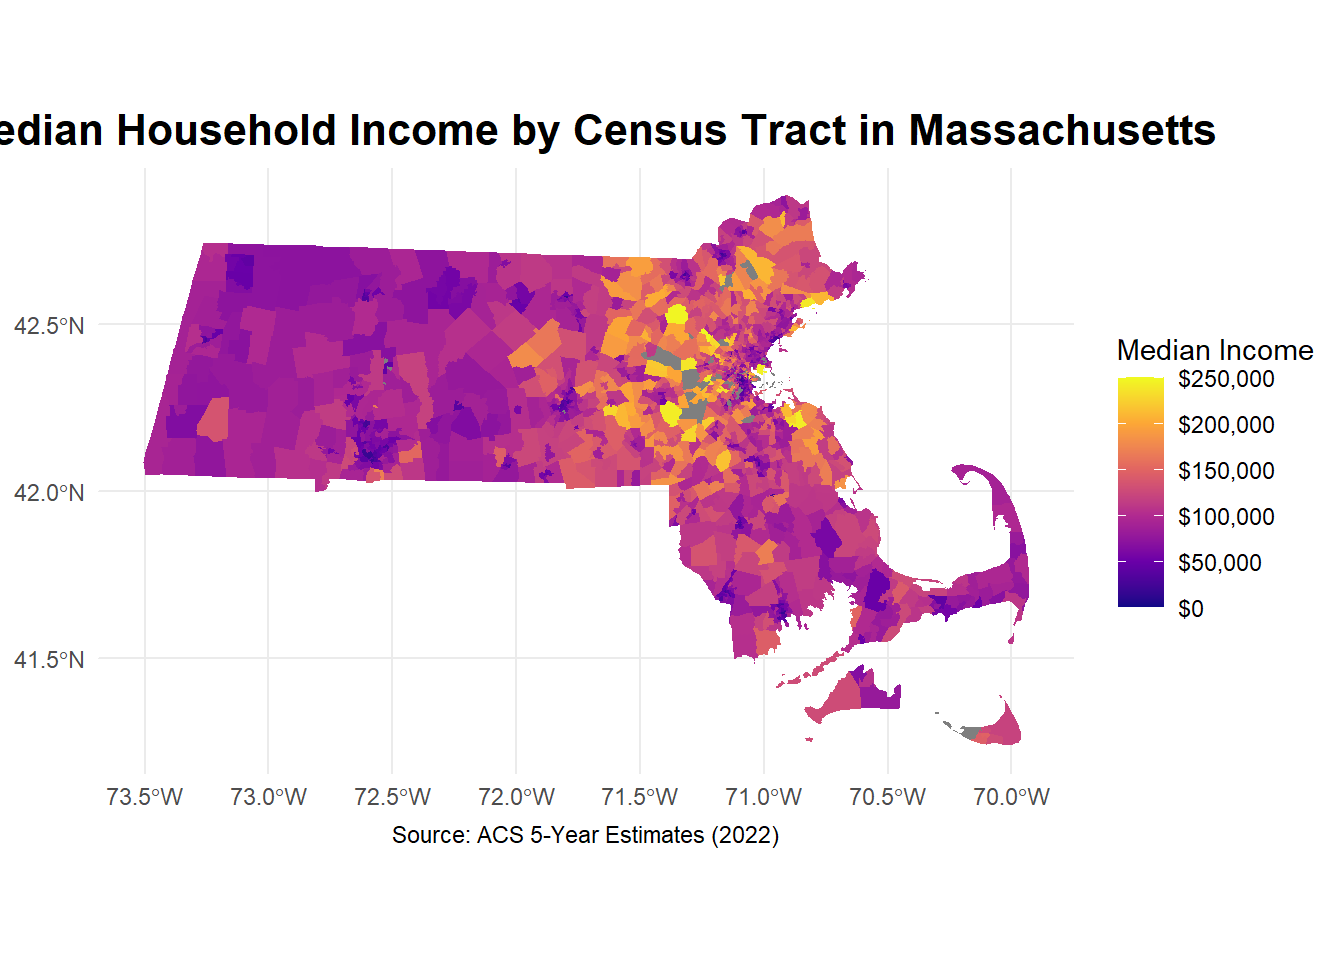 edian Household Income by Census Tract in Massachusetts
42.5°N
42.0°N
41.5°N
73.5°W 73.0°W 72.5°W 72.0°W 71.5°W 71.0°W 70.5°W 70.0°W
Source: ACS 5-Year Estimates (2022)
Median Income
$250,000
$200,000
$150,000
$100,000
$50,000
$0